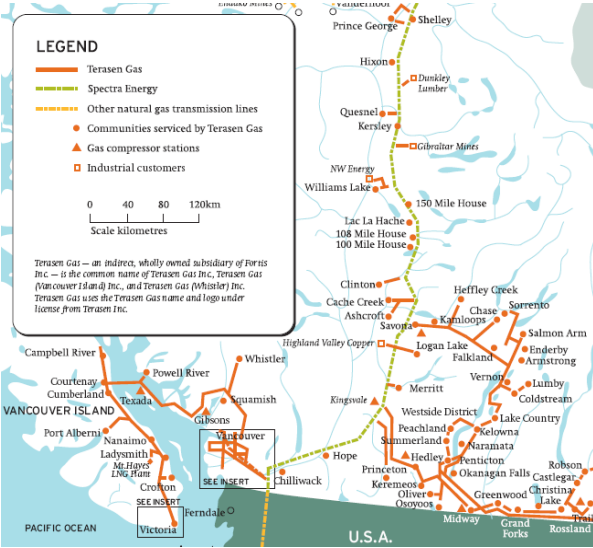 Vanderhoof
Prince George
Shelley
LEGEND
Terasen Gas
Spectra Energy
Other natural gas transmission lines
Communities serviced by Terasen Gas
Gas compressor stations
Industrial customers
0 40 80 120km
Scale kilometres
Terasen Gas — an indirect, wholly owned subsidiary of Fortis
Inc. — is the common name of Terasen Gas Inc., Terasen Gas
(Vancouver Island) Inc., and Terasen Gas (Whistler) Inc.
Terasen Gas uses the Terasen Gas name and logo under
license from Terasen Inc.
Hixon
Dunkley
Lumber
Quesnel
Kersley
Gibraltar Mines
NW Energy
Williams Lake
150 Mile House
Lac La Hache
108 Mile House
100 Mile House
Clinton
Heffley Creek
Cache Creek
Chase
Sorrento
Ashcroft
Savona
Kamloops
Salmon Arm
Highland Valley Copper
Logan Lake
Falkland
Enderby
Armstrong
Campbell River
Whistler
Powell River
Vernon
Lumby
Coldstream
Courtenay
Cumberland
Merritt
Kingsvale
Texada
Squamish
VANCOUVER ISLAND
Gibsons
Westside District
Lake Country
Peachland
Kelowna
Port Alberni
Nanaimo
Vancouver
Summerland
Naramata
Ladysmith
Mt.Hayes
LNG Plant
Hope
Hedley
Penticton
Princeton
Okanagan Falls
Robson
Castlegar
Crofton
SEE INSERT
Chilliwack
Keremeos
Oliver
Greenwood
Christina
Lake
SEE INSERT
Ferndale
Osoyoos
Midway
Grand
Forks
Trail
Rossland
PACIFIC OCEAN
Victoria
U.S.A.